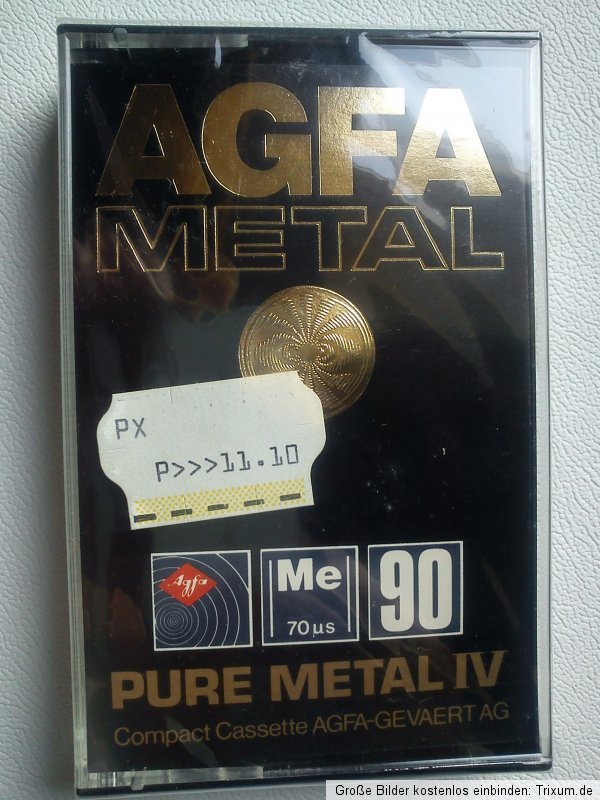 AGFA
METAL
PX
P>>>11.10
Agfa
Me
70µs
90
PURE METAL IV
Compact Cassette AGFA-GEVAERT AG
Große Bilder kostenlos einbinden: Trixum.de